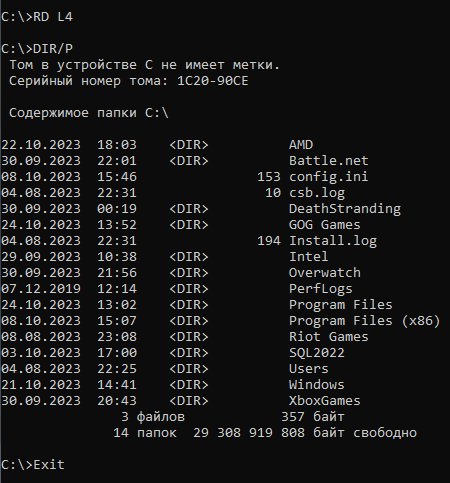 C:\>RD L4
C:\>DIR/P
Том в устройстве C не имеет метки.
Серийный номер тома: 1C20-90CE
Содержимое папки C:\
22.10.2023  18:03    <DIR>          AMD
30.09.2023  22:01    <DIR>          Battle.net
08.10.2023  15:46               153 config.ini
04.08.2023  22:31                10 csb.log
30.09.2023  00:19    <DIR>          DeathStranding
24.10.2023  13:52    <DIR>          GOG Games
04.08.2023  22:31               194 Install.log
29.09.2023  10:38    <DIR>          Intel
30.09.2023  21:56    <DIR>          Overwatch
07.12.2019  12:14    <DIR>          PerfLogs
24.10.2023  13:02    <DIR>          Program Files
08.10.2023  15:07    <DIR>          Program Files (x86)
08.08.2023  23:08    <DIR>          Riot Games
03.10.2023  17:00    <DIR>          SQL2022
04.08.2023  22:25    <DIR>          Users
21.10.2023  14:41    <DIR>          Windows
30.09.2023  20:43    <DIR>          XboxGames
3 файлов            357 байт
14 папок  29 308 919 808 байт свободно
C:\>Exit